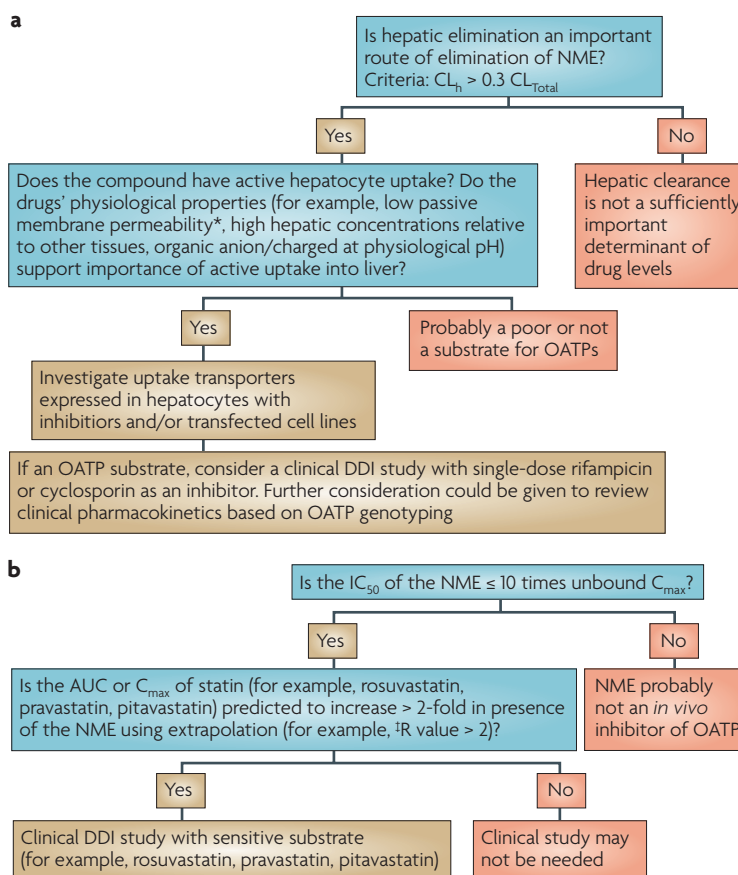 a
Is hepatic elimination an important
route of elimination of NME?
Criteria: CLh > 0.3 CLTotal
Yes
No
Does the compound have active hepatocyte uptake? Do the
drugs' physiological properties (for example, low passive
membrane permeability*, high hepatic concentrations relative
to other tissues, organic anion/charged at physiological pH)
support importance of active uptake into liver?
Hepatic clearance
is not a sufficiently
important
determinant of
drug levels
Yes
Probably a poor or not
a substrate for OATPs
Investigate uptake transporters
expressed in hepatocytes with
inhibitiors and/or transfected cell lines
If an OATP substrate, consider a clinical DDI study with single-dose rifampicin
or cyclosporin as an inhibitor. Further consideration could be given to review
clinical pharmacokinetics based on OATP genotyping
b
Is the IC50 of the NME ≤ 10 times unbound Cmax?
Yes
No
Is the AUC or Cmax of statin (for example, rosuvastatin,
pravastatin, pitavastatin) predicted to increase > 2-fold in presence
of the NME using extrapolation (for example, ‡R value > 2)?
NME probably
not an in vivo
inhibitor of OATP
Yes
No
Clinical DDI study with sensitive substrate
(for example, rosuvastatin, pravastatin, pitavastatin)
Clinical study may
not be needed